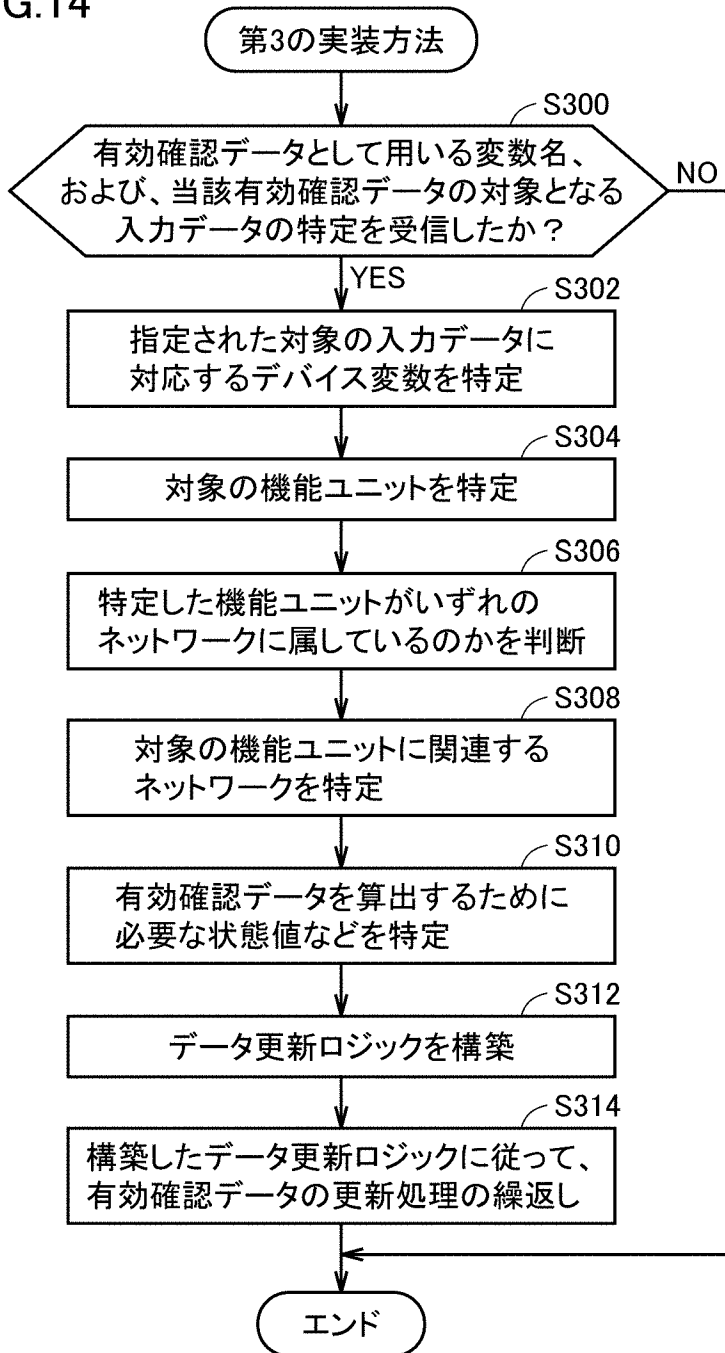 G.14
第3の実装方法
S300
有効確認データとして用いる変数名、
および、当該有効確認データの対象となる
入力データの特定を受信したか？
NO
YES
S302
指定された対象の入力データに
対応するデバイス変数を特定
S304
対象の機能ユニットを特定
S306
特定した機能ユニットがいずれの
ネットワークに属しているのかを判断
S308
対象の機能ユニットに関連する
ネットワークを特定
S310
有効確認データを算出するために
必要な状態値などを特定
S312
データ更新ロジックを構築
S314
構築したデータ更新ロジックに従って、
有効確認データの更新処理の繰返し
エンド